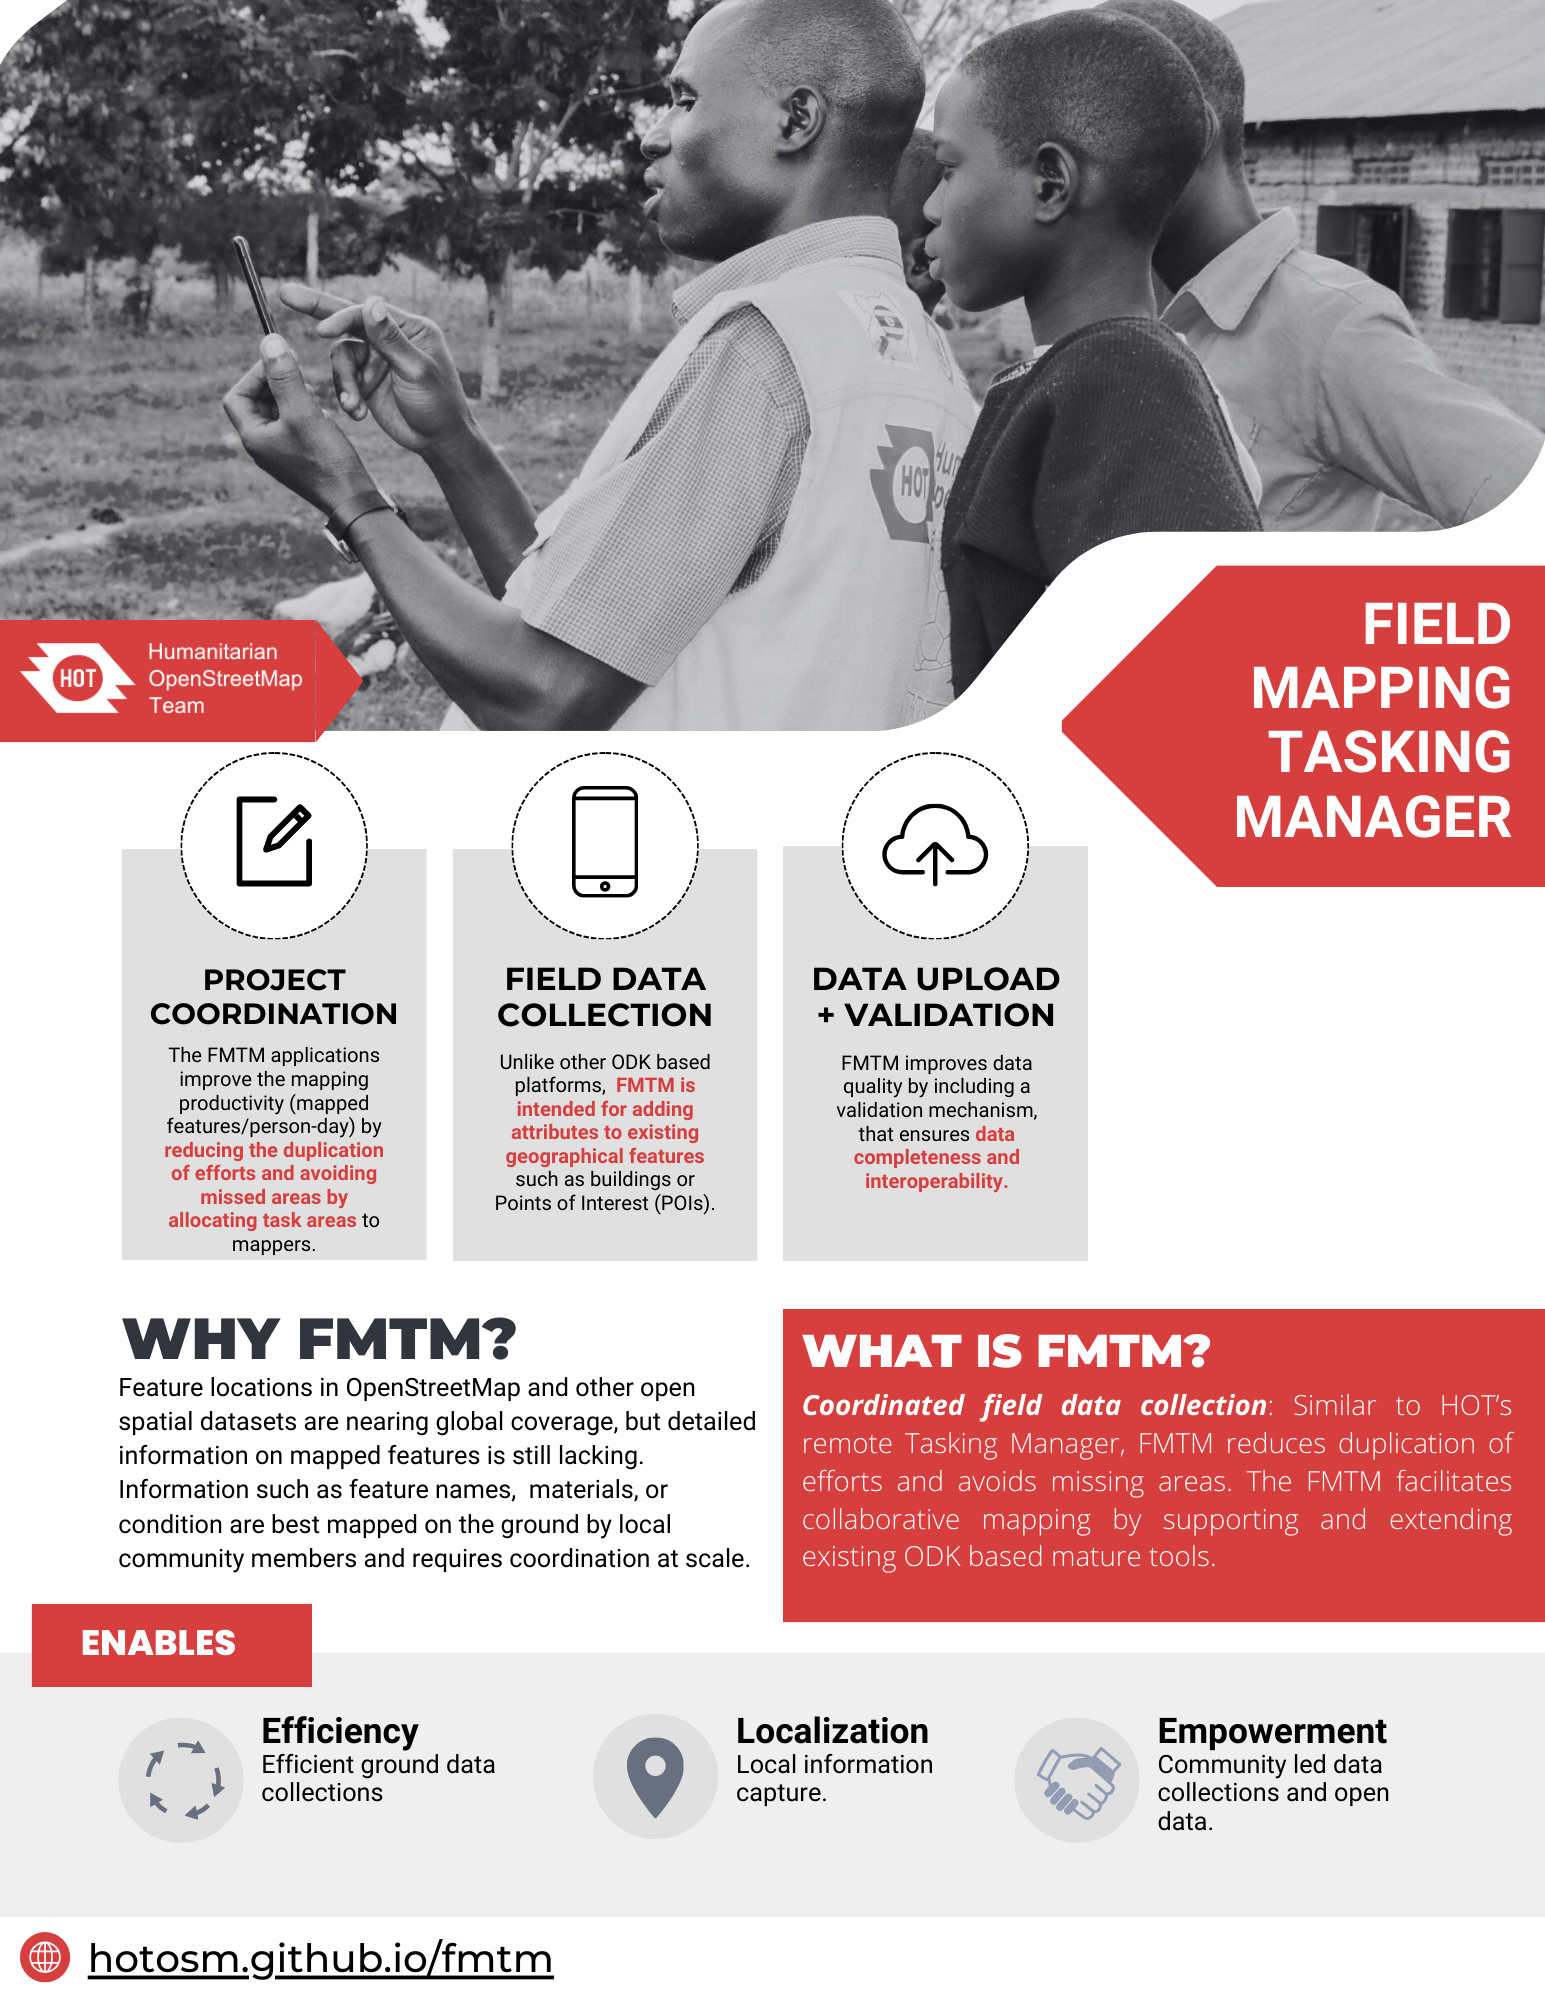 HOT
Humanitarian
OpenStreetMap
Team
FIELD
MAPPING
TASKING
MANAGER
PROJECT
COORDINATION
The FMTM applications
improve the mapping
productivity (mapped
features/person-day) by
reducing the duplication
of efforts and avoiding
missed areas by
allocating task areas to
mappers.
FIELD DATA
COLLECTION
Unlike other ODK based
platforms,  FMTM is
intended for adding
attributes to existing
geographical features
such as buildings or
Points of Interest (POIs).
DATA UPLOAD
+ VALIDATION
FMTM improves data
quality by including a
validation mechanism,
that ensures data
completeness and
interoperability.
WHY FMTM?
Feature locations in OpenStreetMap and other open
spatial datasets are nearing global coverage, but detailed
information on mapped features is still lacking.
Information such as feature names,  materials, or
condition are best mapped on the ground by local
community members and requires coordination at scale.
WHAT IS FMTM?
Coordinated field data collection: Similar to HOT’s
remote Tasking Manager, FMTM reduces duplication of
efforts and avoids missing areas. The FMTM facilitates
collaborative mapping by supporting and extending
existing ODK based mature tools.
ENABLES
Efficiency
Efficient ground data
collections
Localization
Local information
capture.
Empowerment
Community led data
collections and open
data.
hotosm.github.io/fmtm
HOT